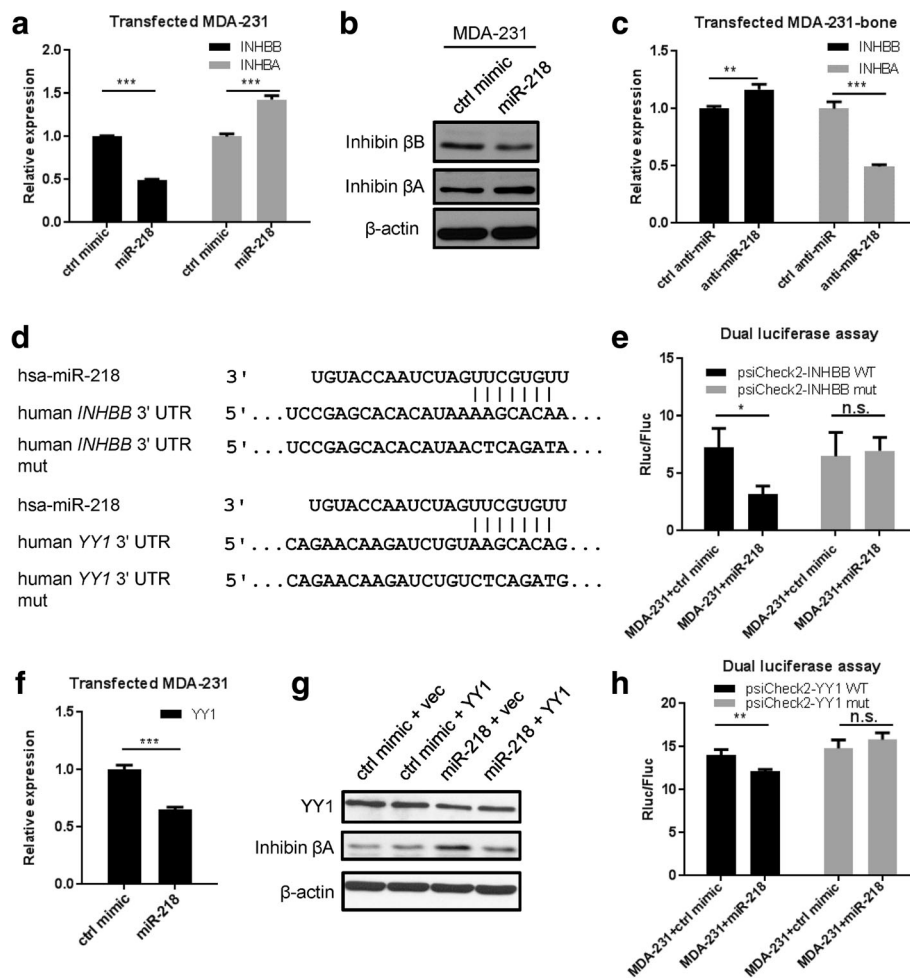 a
Transfected MDA-231
INHBB
INHBA
Relative expression
2.0
1.5
1.0
0.5
0.0
***
***
ctrl mimic
miR-218
ctrl mimic
miR-218
b
MDA-231
ctrl mimic
miR-218
Inhibin βB
Inhibin βA
β-actin
c
Transfected MDA-231-bone
INHBB
INHBA
Relative expression
1.5
1.0
0.5
0.0
**
***
ctrl anti-miR
anti-miR-218
ctrl anti-miR
anti-miR-218
d
hsa-miR-218 3' UGUACCAAUCUAGUUCGUGUU
human INHBB 3' UTR 5'...UCCGAGCACACAUAAAAGCACAA...
human INHBB 3' UTR 5'...UCCGAGCACACAUAACTCAGATA...
mut
hsa-miR-218 3' UGUACCAAUCUAGUUCGUGUU
human YY1 3' UTR 5'...CAGAACAAGAUCUGUAAGCACAG...
human YY1 3' UTR 5'...CAGAACAAGAUCUGUCTCAGATG...
mut
e
Dual luciferase assay
psiCheck2-INHBB WT
psiCheck2-INHBB mut
Rluc/Fluc
10
5
0
*
n.s.
MDA-231+ctrl mimic
MDA-231+miR-218
MDA-231+ctrl mimic
MDA-231+miR-218
f
Transfected MDA-231
YY1
Relative expression
1.5
1.0
0.5
0.0
***
ctrl mimic
miR-218
g
ctrl mimic + vec
ctrl mimic + YY1
miR-218 + vec
miR-218 + YY1
YY1
Inhibin βA
β-actin
h
Dual luciferase assay
psiCheck2-YY1 WT
psiCheck2-YY1 mut
Rluc/Fluc
20
15
10
5
0
**
n.s.
MDA-231+ctrl mimic
MDA-231+miR-218
MDA-231+ctrl mimic
MDA-231+miR-218